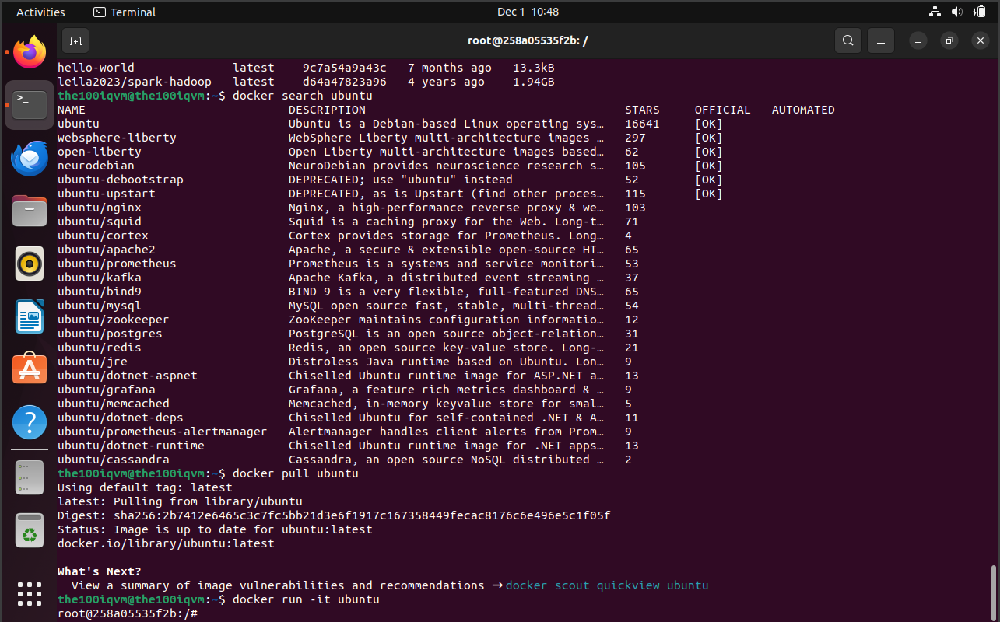 Activities Terminal Dec 1 10:48
root@258a05535f2b: /
hello-world latest 9c7a54a9a43c 7 months ago 13.3kB
leila2023/spark-hadoop latest d64a47823a96 4 years ago 1.94GB
the100iqvm@the100iqvm:~$ docker search ubuntu
NAME DESCRIPTION STARS OFFICIAL AUTOMATED
ubuntu Ubuntu is a Debian-based Linux operating sys… 16641 [OK]
websphere-liberty WebSphere Liberty multi-architecture images … 297 [OK]
open-liberty Open Liberty multi-architecture images based… 62 [OK]
neurodebian NeuroDebian provides neuroscience research s… 105 [OK]
ubuntu-debootstrap DEPRECATED; use "ubuntu" instead 52 [OK]
ubuntu-upstart DEPRECATED, as is Upstart (find other proces… 115 [OK]
ubuntu/nginx Nginx, a high-performance reverse proxy & we… 103
ubuntu/squid Squid is a caching proxy for the Web. Long-t… 71
ubuntu/cortex Cortex provides storage for Prometheus. Long… 4
ubuntu/apache2 Apache, a secure & extensible open-source HT… 65
ubuntu/prometheus Prometheus is a systems and service monitori… 53
ubuntu/kafka Apache Kafka, a distributed event streaming … 37
ubuntu/bind9 BIND 9 is a very flexible, full-featured DNS… 65
ubuntu/mysql MySQL open source fast, stable, multi-thread… 54
ubuntu/zookeeper ZooKeeper maintains configuration informatio… 12
ubuntu/postgres PostgreSQL is an open source object-relation… 31
ubuntu/redis Redis, an open source key-value store. Long-… 21
ubuntu/jre Distroless Java runtime based on Ubuntu. Lon… 9
ubuntu/dotnet-aspnet Chiselled Ubuntu runtime image for ASP.NET a… 13
ubuntu/grafana Grafana, a feature rich metrics dashboard & … 9
ubuntu/memcached Memcached, in-memory keyvalue store for smal… 5
ubuntu/dotnet-deps Chiselled Ubuntu for self-contained .NET & A… 11
ubuntu/prometheus-alertmanager Alertmanager handles client alerts from Prom… 9
ubuntu/dotnet-runtime Chiselled Ubuntu runtime image for .NET apps… 13
ubuntu/cassandra Cassandra, an open source NoSQL distributed … 2
the100iqvm@the100iqvm:~$ docker pull ubuntu
Using default tag: latest
latest: Pulling from library/ubuntu
Digest: sha256:2b7412e6465c3c7fc5bb21d3e6f1917c167358449fecac8176c6e496e5c1f05f
Status: Image is up to date for ubuntu:latest
docker.io/library/ubuntu:latest
What's Next?
View a summary of image vulnerabilities and recommendations → docker scout quickview ubuntu
the100iqvm@the100iqvm:~$ docker run -it ubuntu
root@258a05535f2b:/#